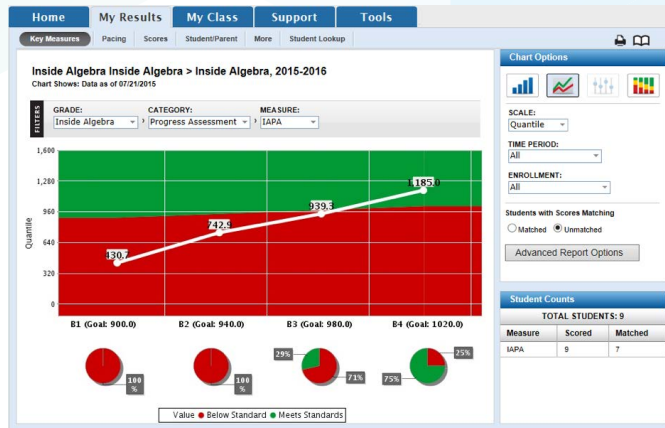 Home My Results My Class Support Tools
Key Measures Pacing Scores Student/Parent More Student Lookup
Inside Algebra Inside Algebra > Inside Algebra, 2015-2016
Chart Shows: Data as of 07/21/2015
FILTERS
GRADE: CATEGORY: MEASURE:
Inside Algebra › Progress Assessment › IAPA
1,600
1,280
960
640
320
0
Quantile
430.7
742.9
939.3
1,185.0
B1 (Goal: 900.0) B2 (Goal: 940.0) B3 (Goal: 980.0) B4 (Goal: 1020.0)
100
%
100
%
29%
71%
75%
25%
Value Below Standard Meets Standards
Chart Options
SCALE:
Quantile
TIME PERIOD:
All
ENROLLMENT:
All
Students with Scores Matching
Matched Unmatched
Advanced Report Options
Student Counts
TOTAL STUDENTS: 9
Measure Scored Matched
IAPA 9 7